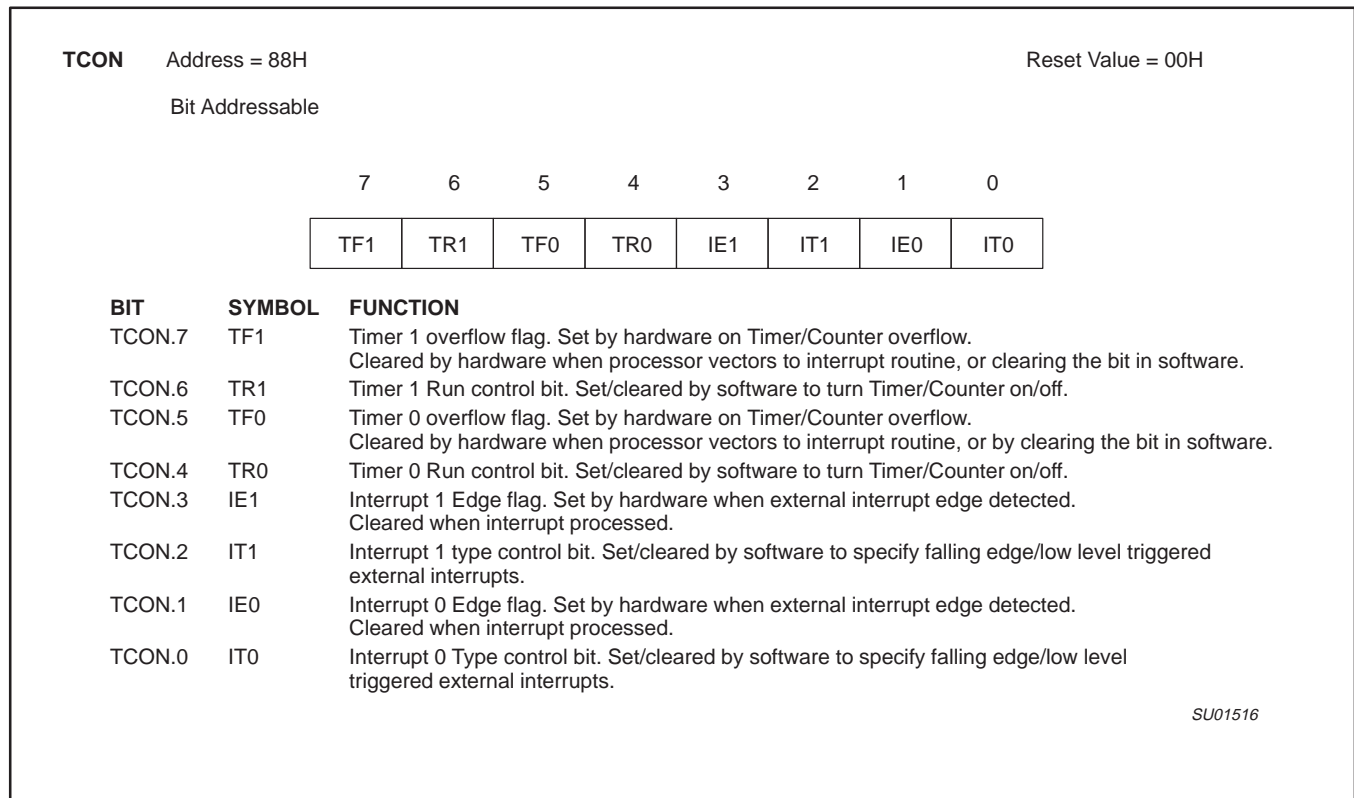 TCON Address = 88H Reset Value = 00H
Bit Addressable
7 6 5 4 3 2 1 0
TF1 TR1 TF0 TR0 IE1 IT1 IE0 IT0
BIT SYMBOL FUNCTION
TCON.7 TF1 Timer 1 overflow flag. Set by hardware on Timer/Counter overflow.
Cleared by hardware when processor vectors to interrupt routine, or clearing the bit in software.
TCON.6 TR1 Timer 1 Run control bit. Set/cleared by software to turn Timer/Counter on/off.
TCON.5 TF0 Timer 0 overflow flag. Set by hardware on Timer/Counter overflow.
Cleared by hardware when processor vectors to interrupt routine, or by clearing the bit in software.
TCON.4 TR0 Timer 0 Run control bit. Set/cleared by software to turn Timer/Counter on/off.
TCON.3 IE1 Interrupt 1 Edge flag. Set by hardware when external interrupt edge detected.
Cleared when interrupt processed.
TCON.2 IT1 Interrupt 1 type control bit. Set/cleared by software to specify falling edge/low level triggered
external interrupts.
TCON.1 IE0 Interrupt 0 Edge flag. Set by hardware when external interrupt edge detected.
Cleared when interrupt processed.
TCON.0 IT0 Interrupt 0 Type control bit. Set/cleared by software to specify falling edge/low level
triggered external interrupts.
SU01516